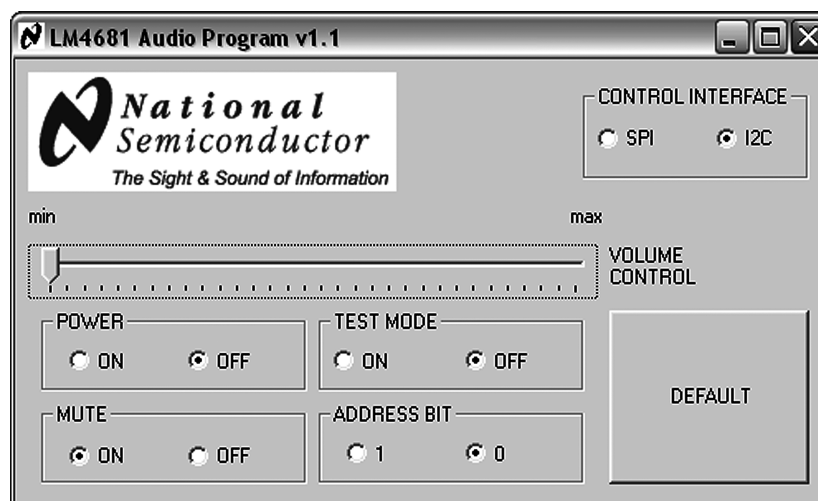 LM4681 Audio Program v1.1
National
Semiconductor
The Sight & Sound of Information
CONTROL INTERFACE
SPI I2C
min max
VOLUME
CONTROL
POWER
ON OFF
TEST MODE
ON OFF
MUTE
ON OFF
ADDRESS BIT
1 0
DEFAULT